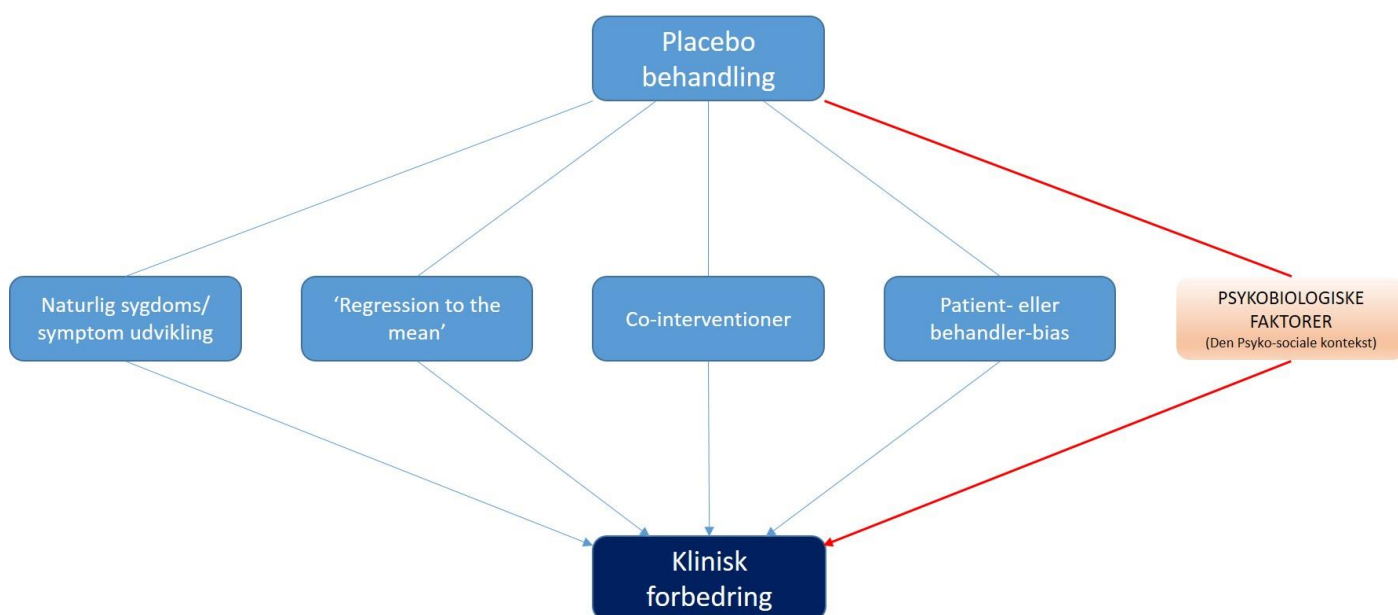 Placebo
behandling
Naturlig sygdoms/
symptom udvikling
‘Regression to the
mean’
Co-interventioner
Patient- eller
behandler-bias
PSYKOBIOLOGISKE
FAKTORER
(Den Psyko-sociale kontekst)
Klinisk
forbedring